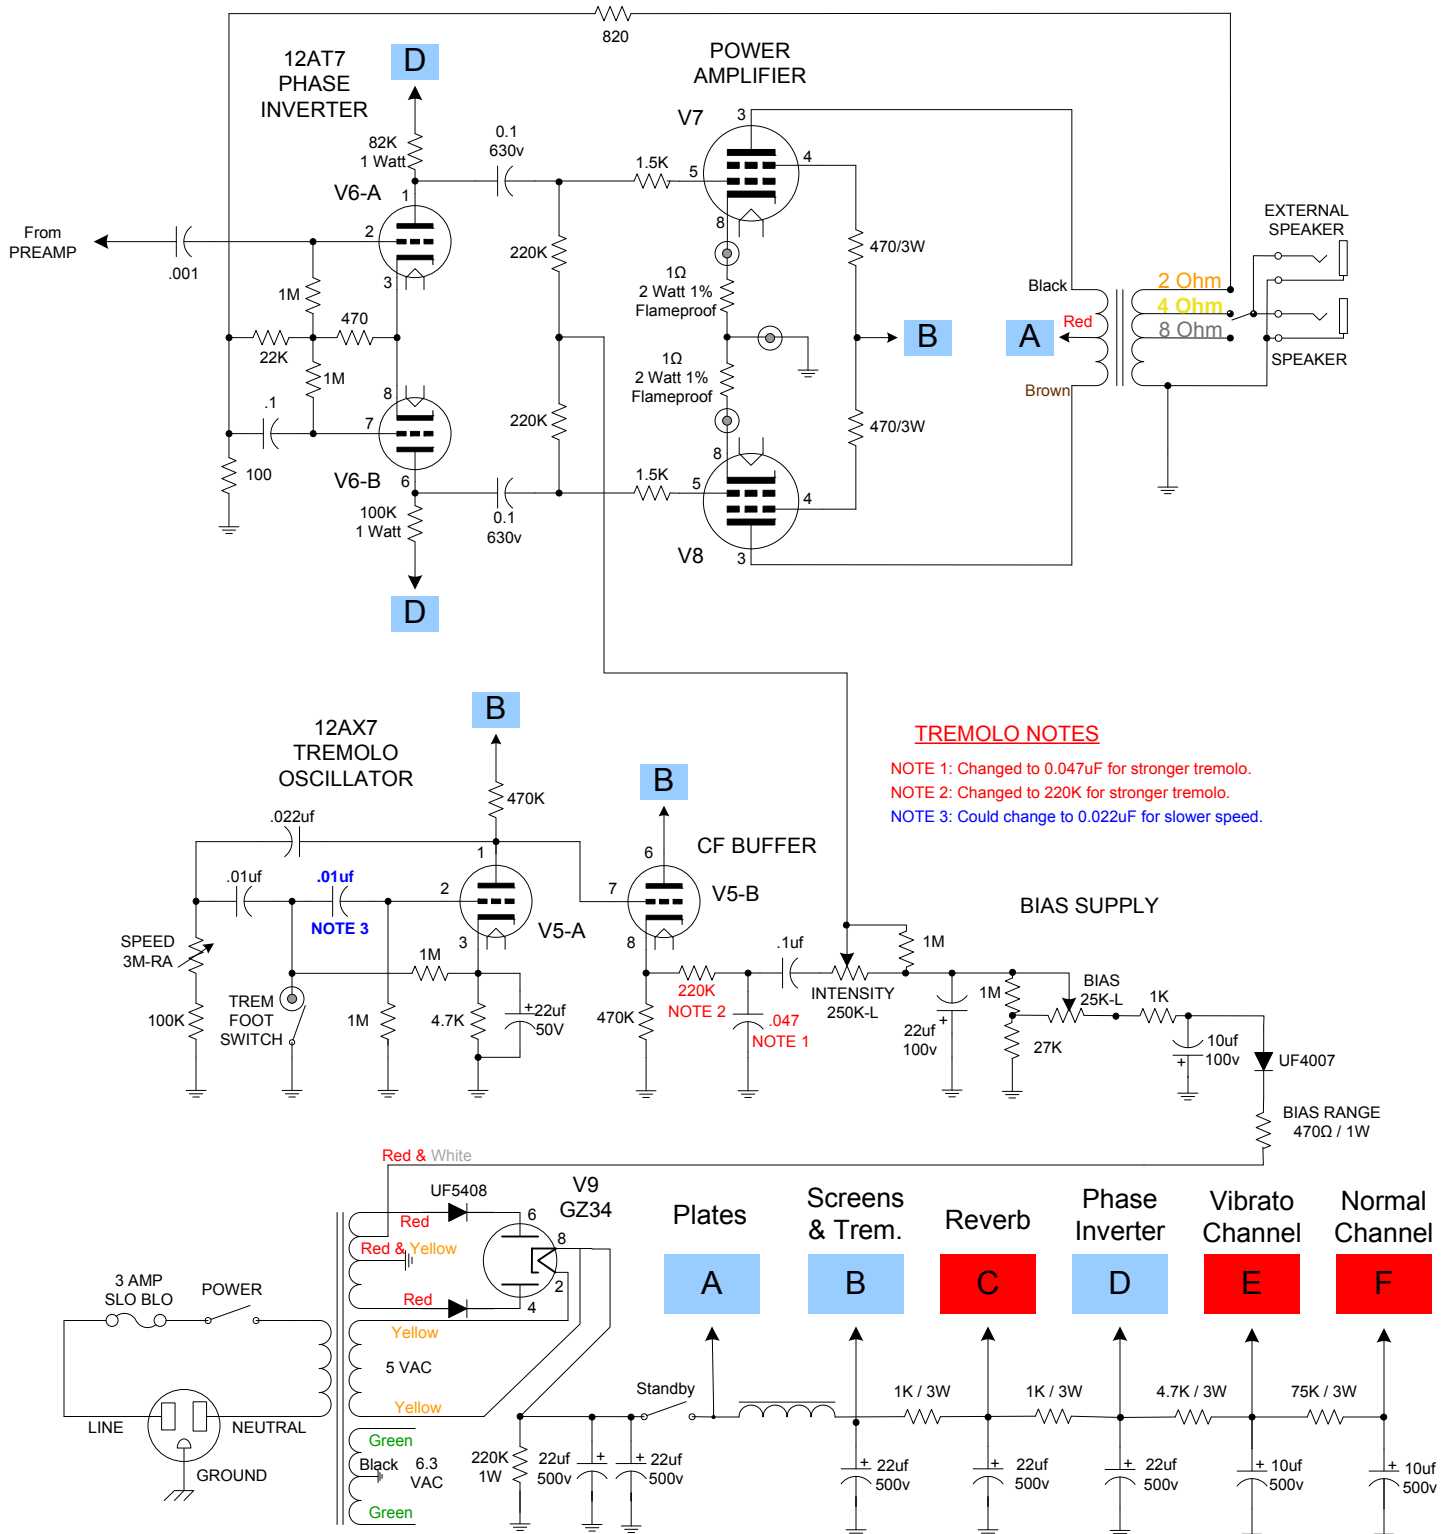 820
12AT7
PHASE
INVERTER
D
POWER
AMPLIFIER
82K
1 Watt
0.1
630v
V7
3
4
1.5K
5
1
V6-A
2
8
From
PREAMP
.001
3
220K
470/3W
1Ω
2 Watt 1%
Flameproof
EXTERNAL
SPEAKER
1M
470
Black
2 Ohm
4 Ohm
Red
8 Ohm
22K
B
A
SPEAKER
1M
1Ω
2 Watt 1%
Flameproof
Brown
8
.1
7
220K
470/3W
8
100
V6-B
6
1.5K
5
4
100K
1 Watt
0.1
630v
V8
3
D
B
12AX7
TREMOLO
OSCILLATOR
TREMOLO NOTES
NOTE 1: Changed to 0.047uF for stronger tremolo.
NOTE 2: Changed to 220K for stronger tremolo.
NOTE 3: Could change to 0.022uF for slower speed.
B
470K
.022uf
1
6
CF BUFFER
.01uf
.01uf
NOTE 3
2
7
V5-B
V5-A
BIAS SUPPLY
SPEED
3M-RA
3
8
1M
.1uf
1M
TREM
FOOT
SWITCH
220K
NOTE 2
INTENSITY
250K-L
1M
BIAS
25K-L
1K
100K
1M
4.7K
+
22uf
50V
470K
.047
NOTE 1
22uf
100v
+
27K
10uf
100v
+
UF4007
BIAS RANGE
470Ω / 1W
Red & White
UF5408
V9
GZ34
Red
6
8
Red & Yellow
2
Red
4
Plates
Screens
& Trem.
Reverb
Phase
Inverter
Vibrato
Channel
Normal
Channel
A
B
C
D
E
F
3 AMP
SLO BLO
POWER
Yellow
5 VAC
Yellow
Standby
1K / 3W
1K / 3W
4.7K / 3W
75K / 3W
LINE
NEUTRAL
GROUND
Green
Black
6.3
VAC
Green
220K
1W
+
22uf
500v
+
22uf
500v
+
22uf
500v
+
22uf
500v
+
22uf
500v
+
10uf
500v
+
10uf
500v